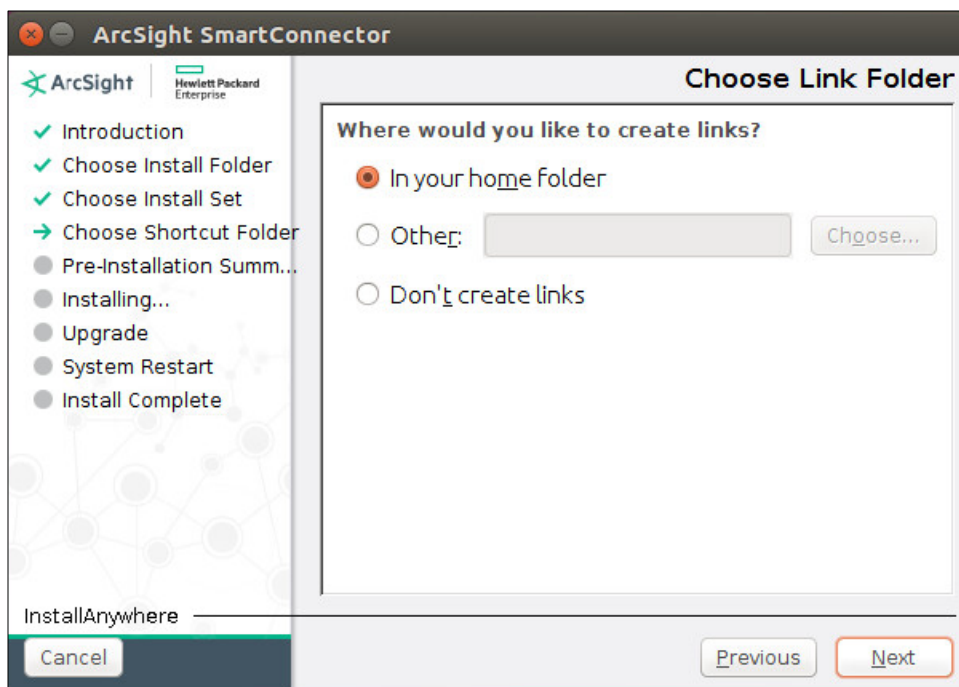 ArcSight SmartConnector
ArcSight
Hewlett Packard
Enterprise
Introduction
Choose Install Folder
Choose Install Set
Choose Shortcut Folder
Pre-Installation Summ...
Installing...
Upgrade
System Restart
Install Complete
Choose Link Folder
Where would you like to create links?
In your home folder
Other:
Choose...
Don't create links
InstallAnywhere
Cancel
Previous
Next